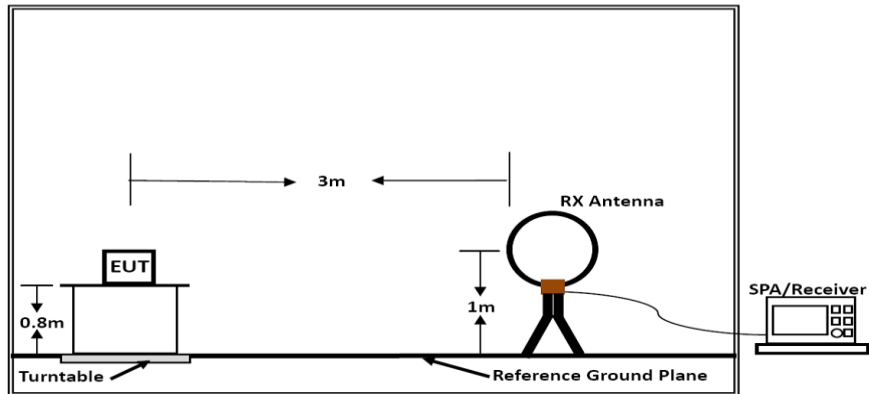 3m
RX Antenna
EUT
SPA/Receiver
0.8m
1m
Turntable
Reference Ground Plane